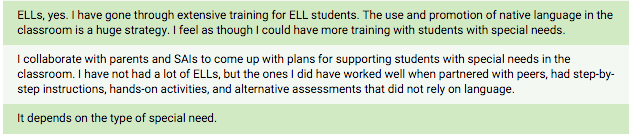 ELLs, yes. I have gone through extensive training for ELL students. The use and promotion of native language in the
classroom is a huge strategy. I feel as though I could have more training with students with special needs.
I collaborate with parents and SAIs to come up with plans for supporting students with special needs in the
classroom. I have not had a lot of ELLs, but the ones I did have worked well when partnered with peers, had step-by-
step instructions, hands-on activities, and alternative assessments that did not rely on language.
It depends on the type of special need.